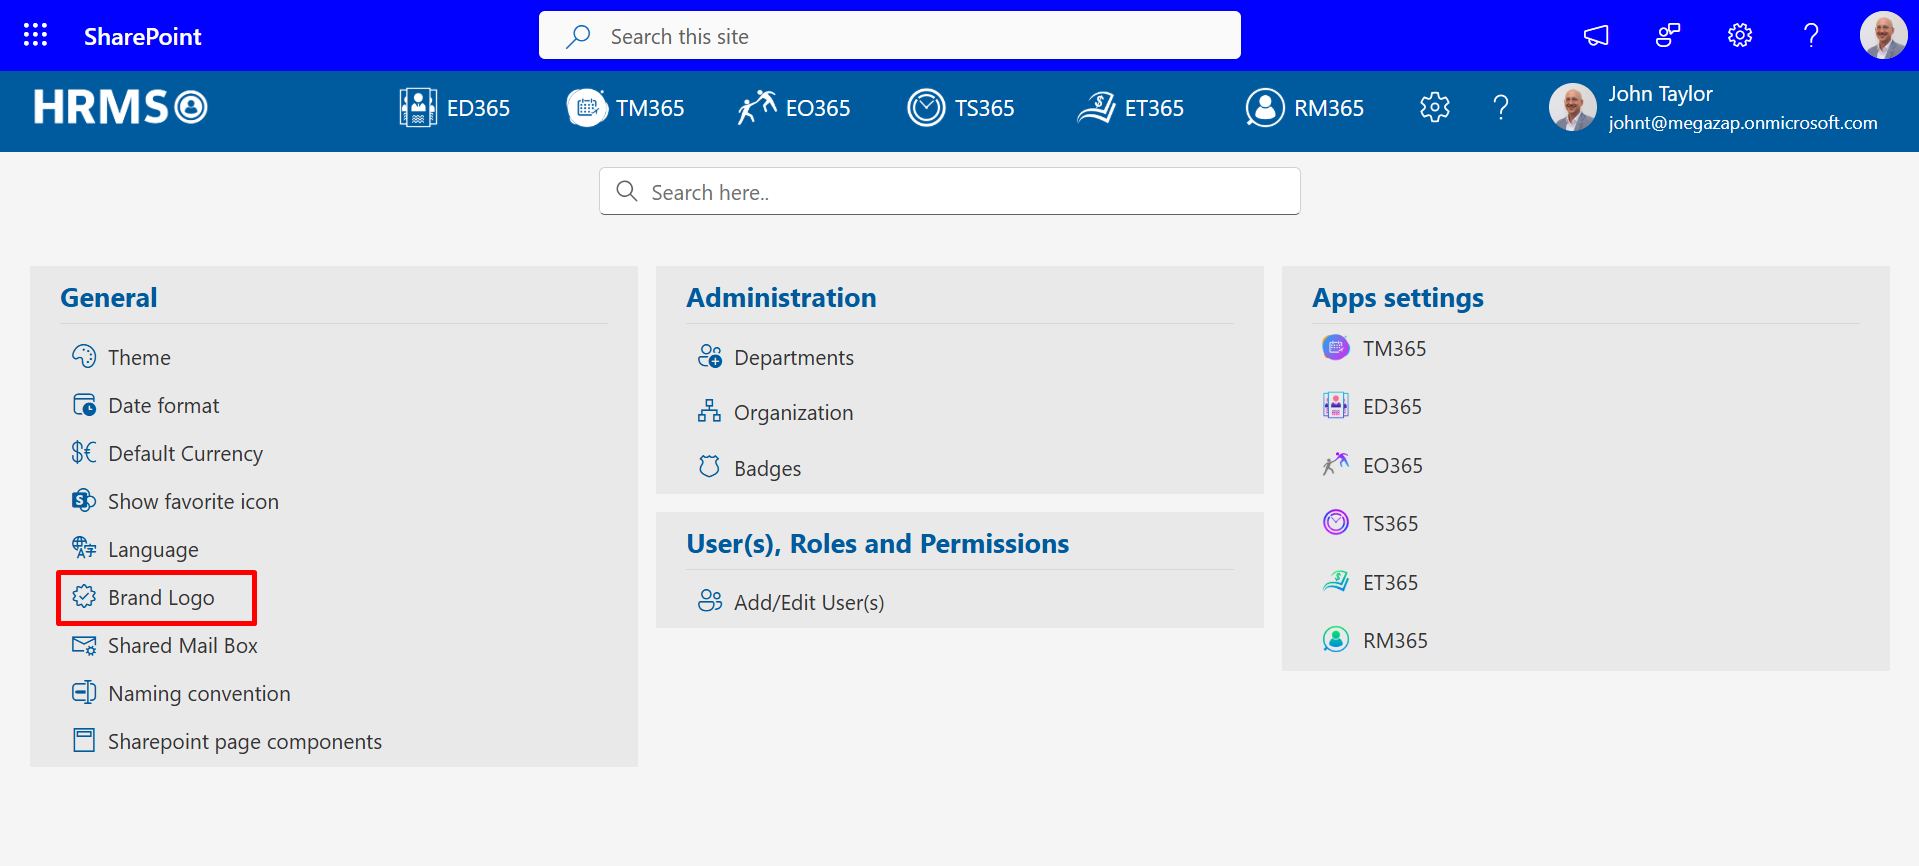 SharePoint
Search this site
HRMS
ED365
TM365
EO365
TS365
ET365
RM365
John Taylor
johnt@megazap.onmicrosoft.com
Search here..
General
Theme
Date format
Default Currency
Show favorite icon
Language
Brand Logo
Shared Mail Box
Naming convention
Sharepoint page components
Administration
Departments
Organization
Badges
User(s), Roles and Permissions
Add/Edit User(s)
Apps settings
TM365
ED365
EO365
TS365
ET365
RM365